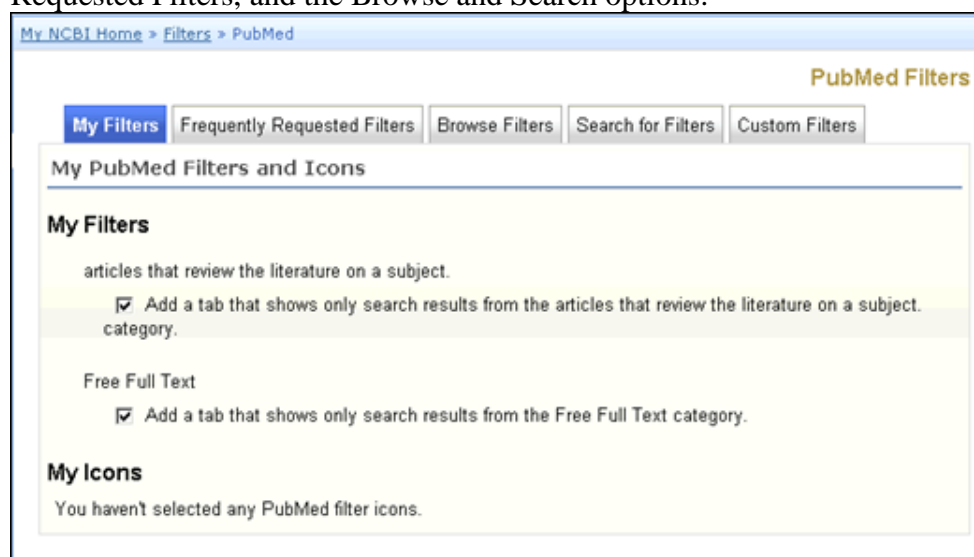 Requested Filters, and the Browse and Search options.
My NCBI Home » Filters » PubMed
PubMed Filters
My Filters Frequently Requested Filters Browse Filters Search for Filters Custom Filters
My PubMed Filters and Icons
My Filters
articles that review the literature on a subject.
Add a tab that shows only search results from the articles that review the literature on a subject.
category.
Free Full Text
Add a tab that shows only search results from the Free Full Text category.
My Icons
You haven't selected any PubMed filter icons.